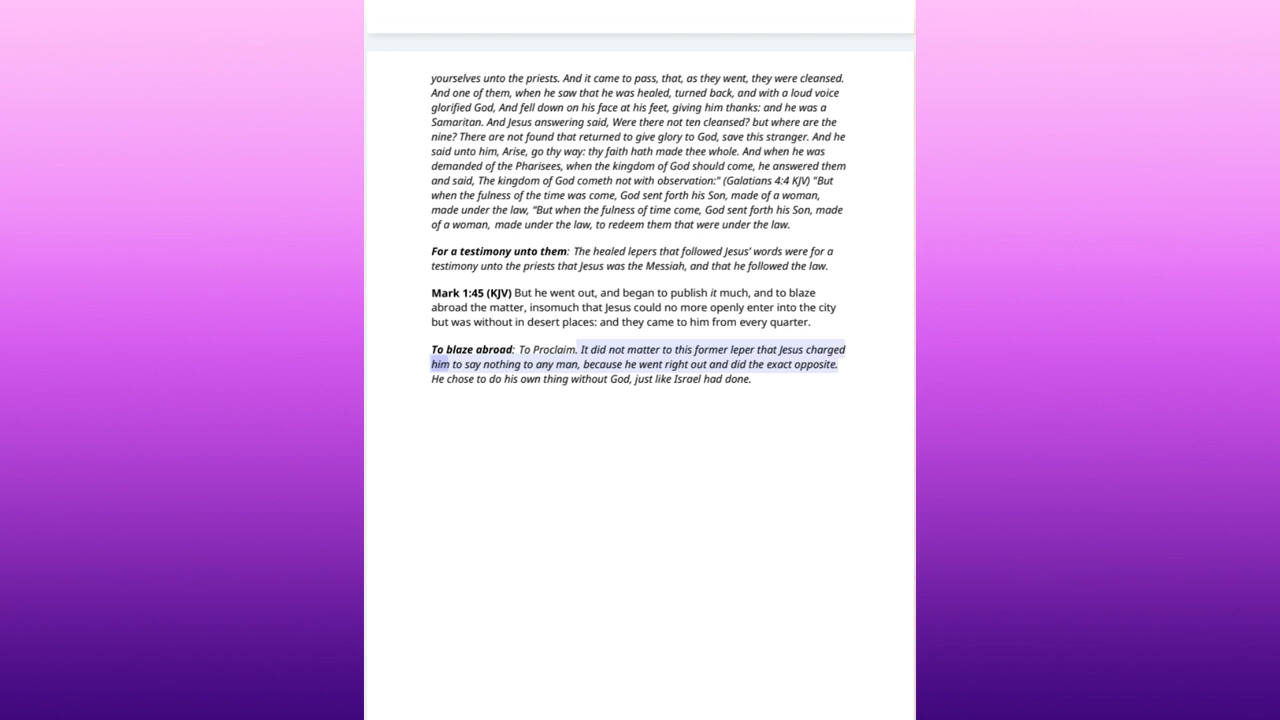 yourselves unto the priests. And it came to pass, that, as they went, they were cleansed.
And one of them, when he saw that he was healed, turned back, and with a loud voice
glorified God, And fell down on his face at his feet, giving him thanks: and he was a
Samaritan. And Jesus answering said, Were there not ten cleansed? but where are the
nine? There are not found that returned to give glory to God, save this stranger. And he
said unto him, Arise, go thy way: thy faith hath made thee whole. And when he was
demanded of the Pharisees, when the kingdom of God should come, he answered them
and said, The kingdom of God cometh not with observation:" (Galatians 4:4 KJV) "But
when the fulness of the time was come, God sent forth his Son, made of a woman,
made under the law, “But when the fulness of time come, God sent forth his Son, made
of a woman, made under the law, to redeem them that were under the law.
For a testimony unto them: The healed lepers that followed Jesus’ words were for a
testimony unto the priests that Jesus was the Messiah, and that he followed the law.
Mark 1:45 (KJV) But he went out, and began to publish it much, and to blaze
abroad the matter, insomuch that Jesus could no more openly enter into the city
but was without in desert places: and they came to him from every quarter.
To blaze abroad: To Proclaim. It did not matter to this former leper that Jesus charged
him to say nothing to any man, because he went right out and did the exact opposite.
He chose to do his own thing without God, just like Israel had done.